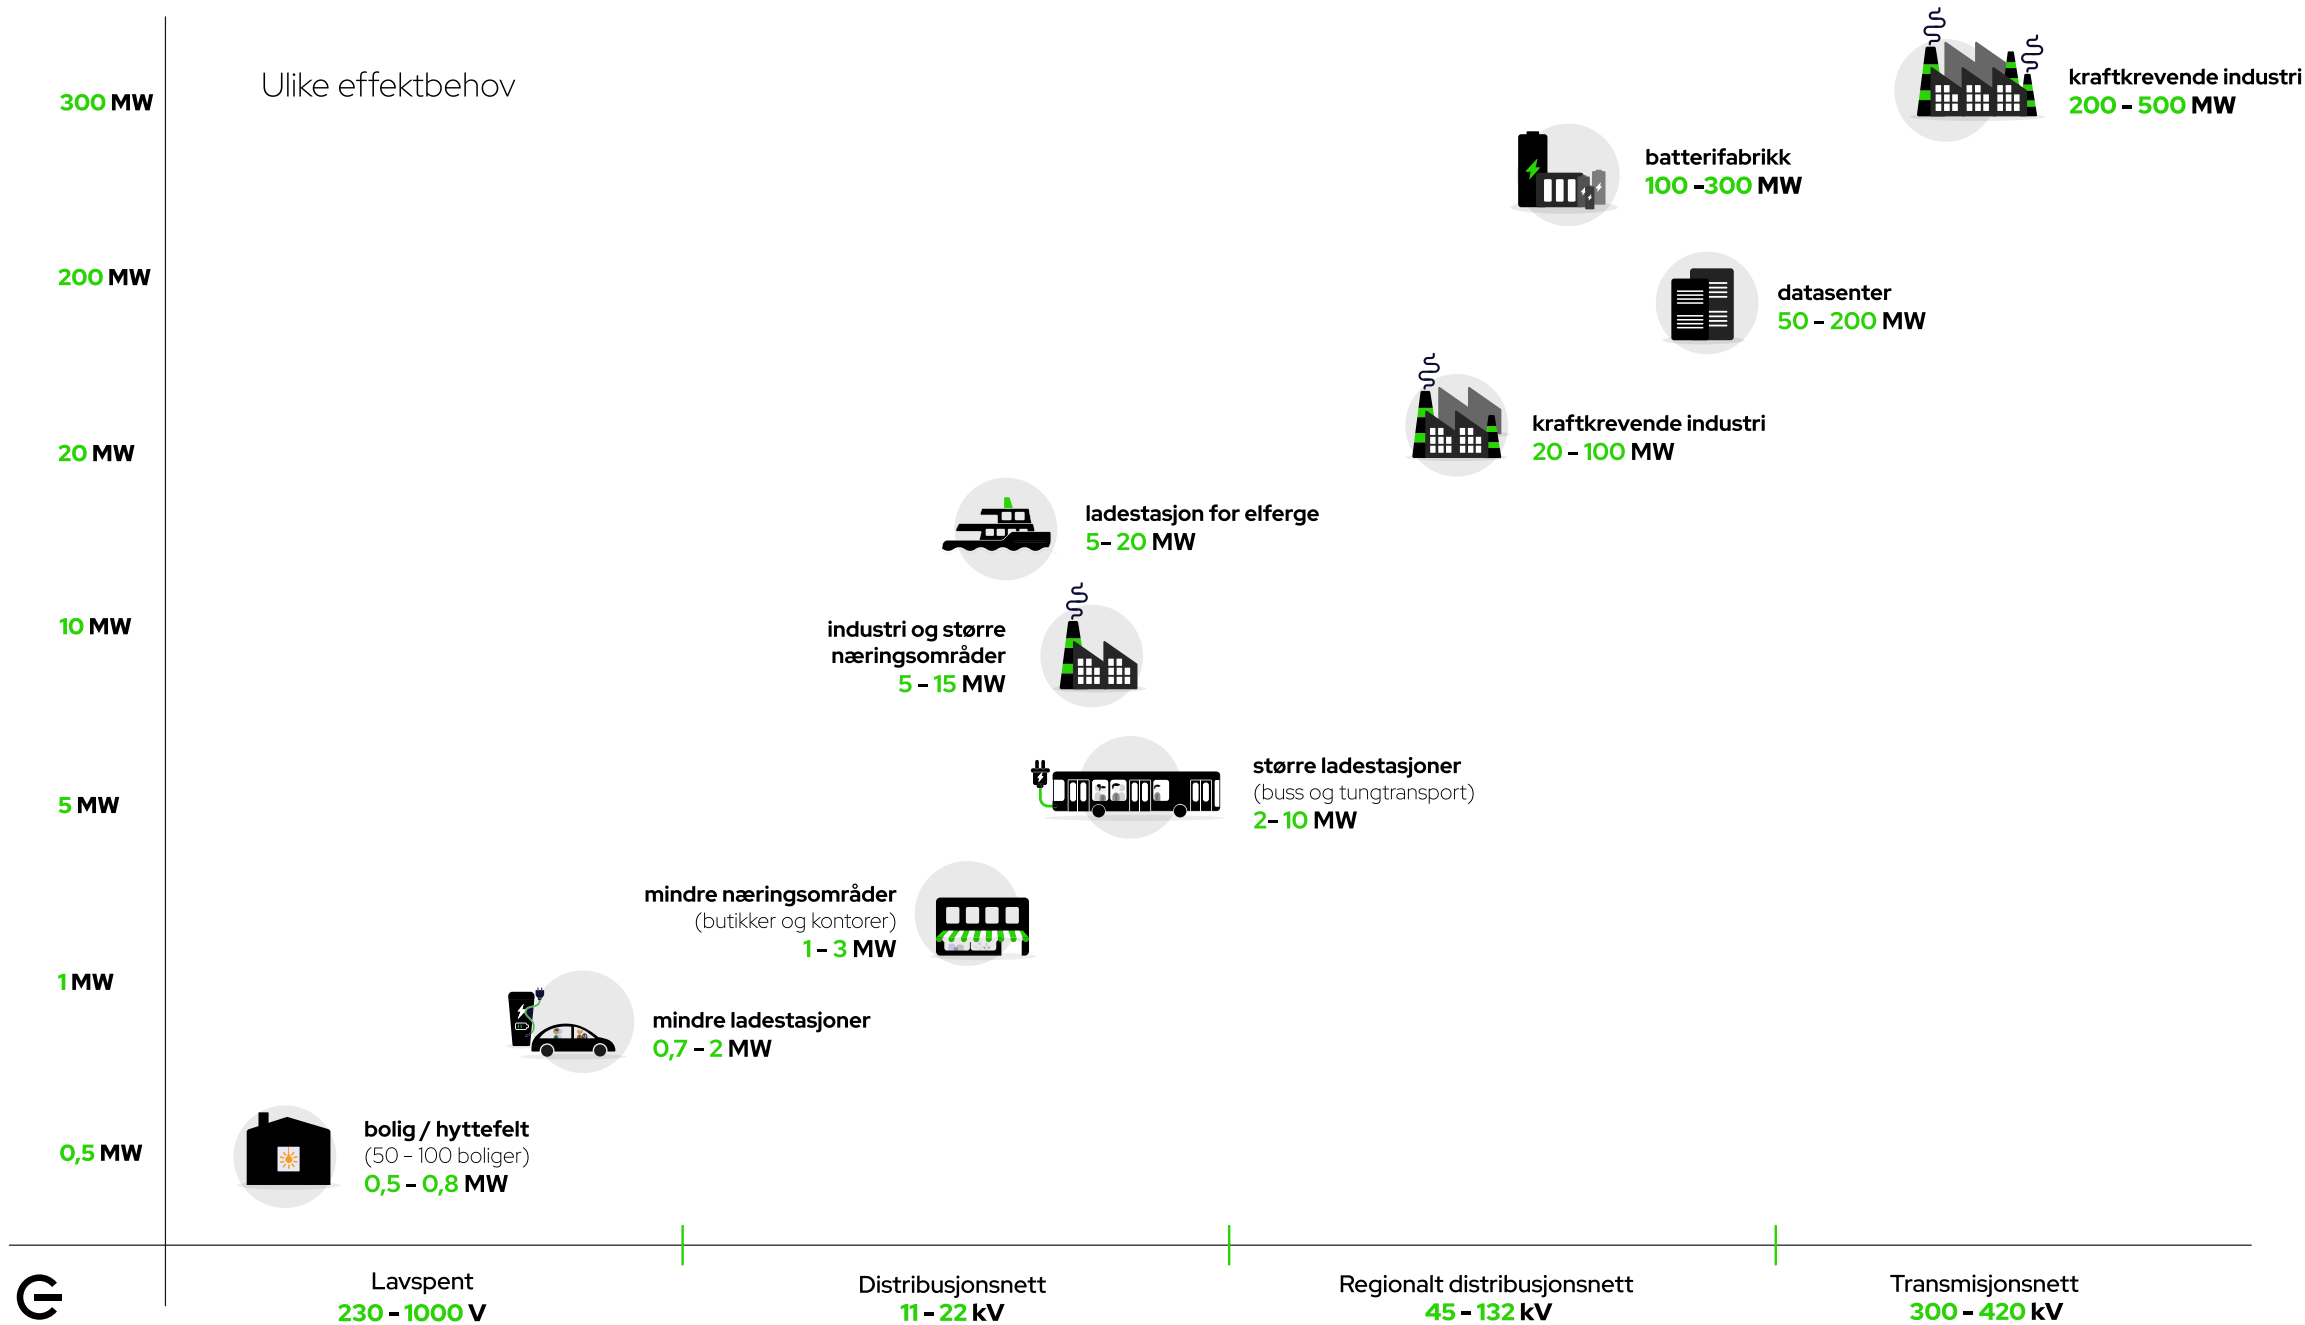 Ulike effektbehov
300 MW
200 MW
20 MW
10 MW
5 MW
1 MW
0,5 MW
kraftkrevende industri
200 – 500 MW
batterifabrikk
100 –300 MW
datasenter
50 – 200 MW
kraftkrevende industri
20 – 100 MW
ladestasjon for elferge
5– 20 MW
industri og større
næringsområder
5 – 15 MW
større ladestasjoner
(buss og tungtransport)
2– 10 MW
mindre næringsområder
(butikker og kontorer)
1 – 3 MW
mindre ladestasjoner
0,7 – 2 MW
bolig / hyttefelt
(50 – 100 boliger)
0,5 – 0,8 MW
Lavspent
230 – 1000 V
Distribusjonsnett
11 – 22 kV
Regionalt distribusjonsnett
45 – 132 kV
Transmisjonsnett
300 – 420 kV